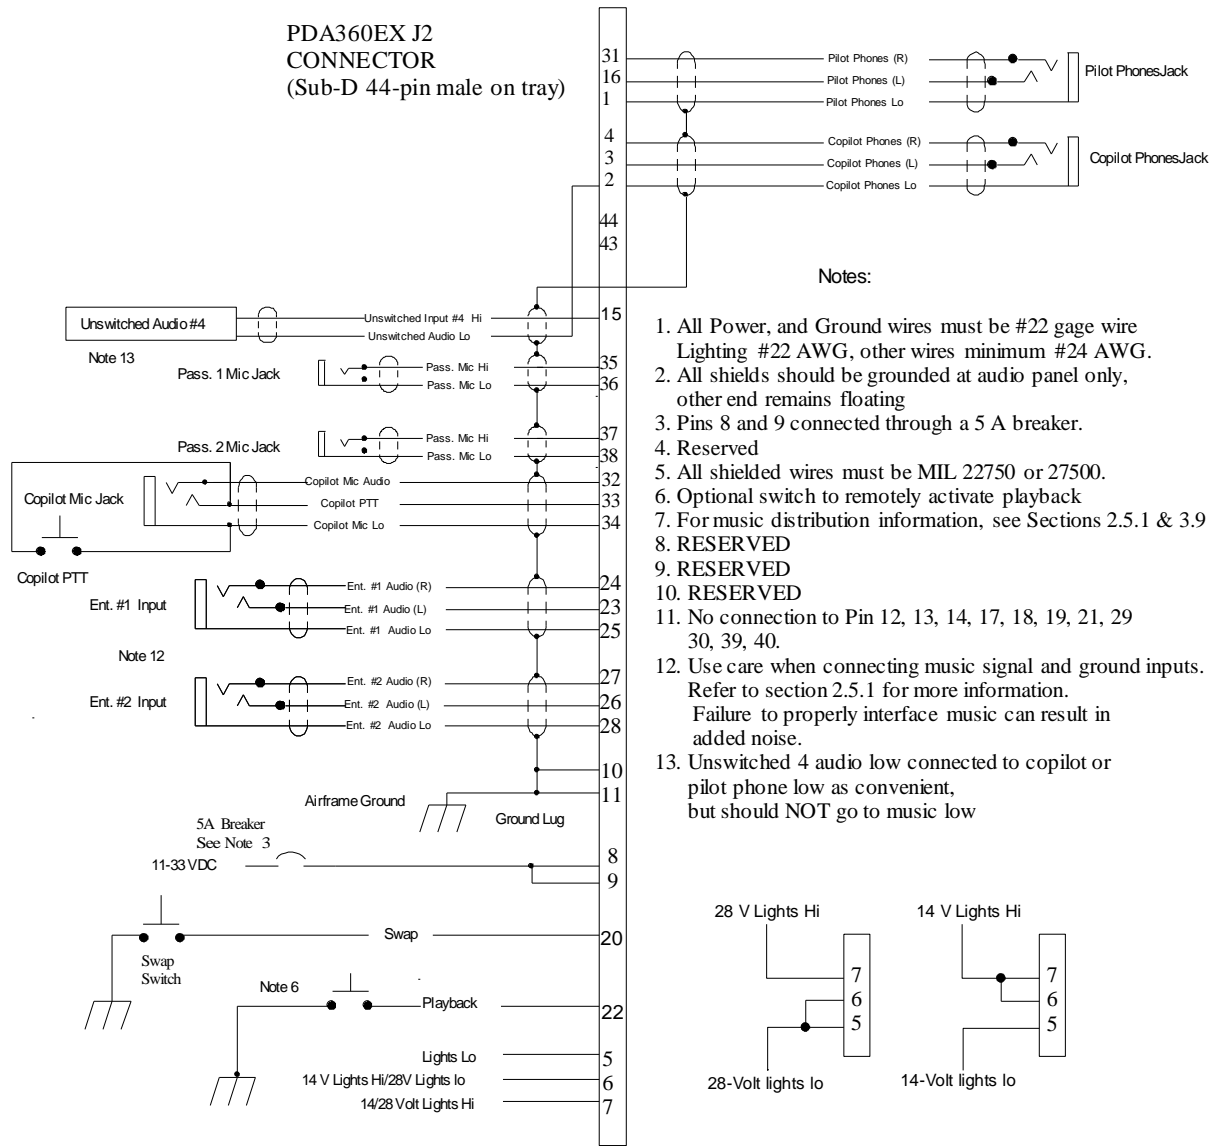 PDA360EX J2
CONNECTOR
(Sub-D 44-pin male on tray)
31
16
1
4
3
2
44
43
15
35
36
37
38
32
33
34
24
23
25
27
26
28
10
11
8
9
20
22
5
6
7
Pilot Phones (R)
Pilot Phones (L)
Pilot Phones Lo
Pilot PhonesJack
Copilot Phones (R)
Copilot Phones (L)
Copilot Phones Lo
Copilot PhonesJack
Unswitched Audio #4
Unswitched Input #4 Hi
Unswitched Audio Lo
Note 13
Pass. 1 Mic Jack
Pass. Mic Hi
Pass. Mic Lo
Pass. 2 Mic Jack
Pass. Mic Hi
Pass. Mic Lo
Copilot Mic Jack
Copilot Mic Audio
Copilot PTT
Copilot Mic Lo
Copilot PTT
Ent. #1 Input
Ent. #1 Audio (R)
Ent. #1 Audio (L)
Ent. #1 Audio Lo
Note 12
Ent. #2 Input
Ent. #2 Audio (R)
Ent. #2 Audio (L)
Ent. #2 Audio Lo
Airframe Ground
Ground Lug
5A Breaker
See Note 3
11-33 VDC
Swap
Swap
Switch
Note 6
Playback
Lights Lo
14 V Lights Hi/28V Lights lo
14/28 Volt Lights Hi
Notes:
1. All Power, and Ground wires must be #22 gage wire
Lighting #22 AWG, other wires minimum #24 AWG.
2. All shields should be grounded at audio panel only,
other end remains floating
3. Pins 8 and 9 connected through a 5 A breaker.
4. Reserved
5. All shielded wires must be MIL 22750 or 27500.
6. Optional switch to remotely activate playback
7. For music distribution information, see Sections 2.5.1 & 3.9
8. RESERVED
9. RESERVED
10. RESERVED
11. No connection to Pin 12, 13, 14, 17, 18, 19, 21, 29
30, 39, 40.
12. Use care when connecting music signal and ground inputs.
Refer to section 2.5.1 for more information.
Failure to properly interface music can result in
added noise.
13. Unswitched 4 audio low connected to copilot or
pilot phone low as convenient,
but should NOT go to music low
28 V Lights Hi
7
6
5
28-Volt lights lo
14 V Lights Hi
7
6
5
14-Volt lights lo